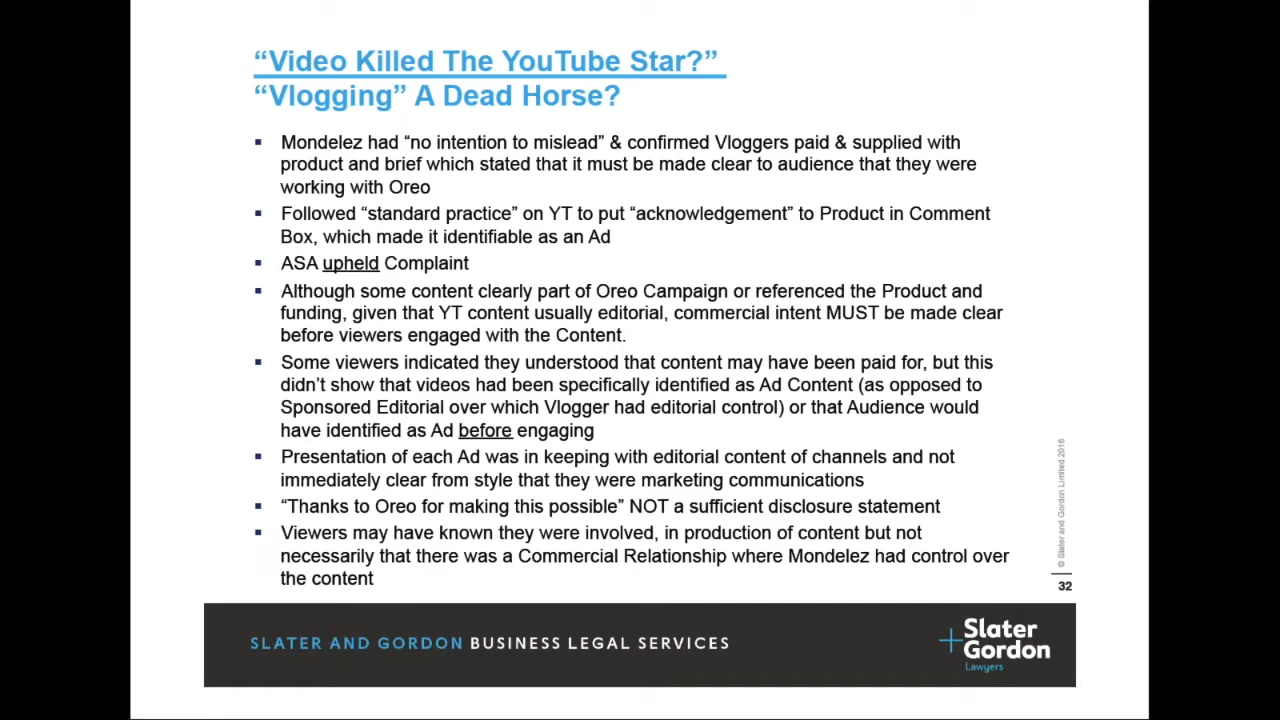 “Video Killed The YouTube Star?”
“Vlogging” A Dead Horse?
▪ Mondelez had “no intention to mislead” & confirmed Vloggers paid & supplied with
product and brief which stated that it must be made clear to audience that they were
working with Oreo
▪ Followed “standard practice” on YT to put “acknowledgement” to Product in Comment
Box, which made it identifiable as an Ad
▪ ASA upheld Complaint
▪ Although some content clearly part of Oreo Campaign or referenced the Product and
funding, given that YT content usually editorial, commercial intent MUST be made clear
before viewers engaged with the Content.
▪ Some viewers indicated they understood that content may have been paid for, but this
didn’t show that videos had been specifically identified as Ad Content (as opposed to
Sponsored Editorial over which Vlogger had editorial control) or that Audience would
have identified as Ad before engaging
▪ Presentation of each Ad was in keeping with editorial content of channels and not
immediately clear from style that they were marketing communications
▪ “Thanks to Oreo for making this possible” NOT a sufficient disclosure statement
▪ Viewers may have known they were involved, in production of content but not
necessarily that there was a Commercial Relationship where Mondelez had control over
the content
© Slater and Gordon Limited 2016
32
SLATER AND GORDON BUSINESS LEGAL SERVICES
Slater
Gordon
Lawyers